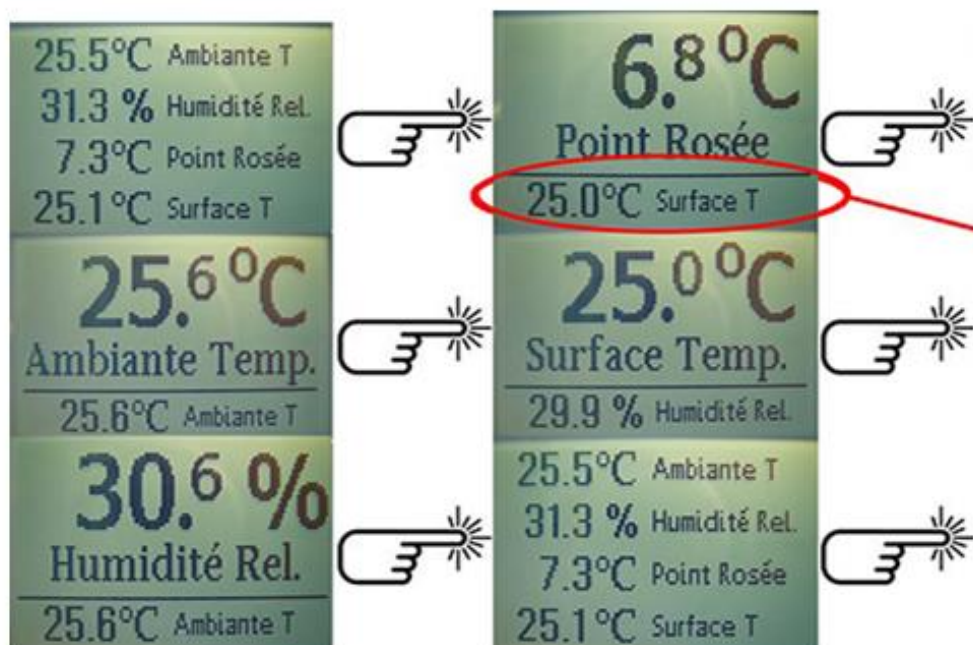 25.5°C Ambiante T
31.3 % Humidité Rel.
7.3°C Point Rosée
25.1°C Surface T
25.6°C
Ambiante Temp.
25.6°C Ambiante T
30.6 %
Humidité Rel.
25.6°C Ambiante T
6.8°C
Point Rosée
25.0°C Surface T
25.0°C
Surface Temp.
29.9 % Humidité Rel.
25.5°C Ambiante T
31.3 % Humidité Rel.
7.3°C Point Rosée
25.1°C Surface T